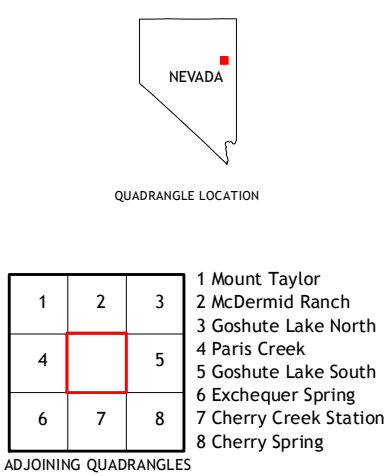 NEVADA
QUADRANGLE LOCATION
1 2 3
4 5
6 7 8
1 Mount Taylor
2 McDermid Ranch
3 Goshute Lake North
4 Paris Creek
5 Goshute Lake South
6 Exchequer Spring
7 Cherry Creek Station
8 Cherry Spring
ADJOINING QUADRANGLES